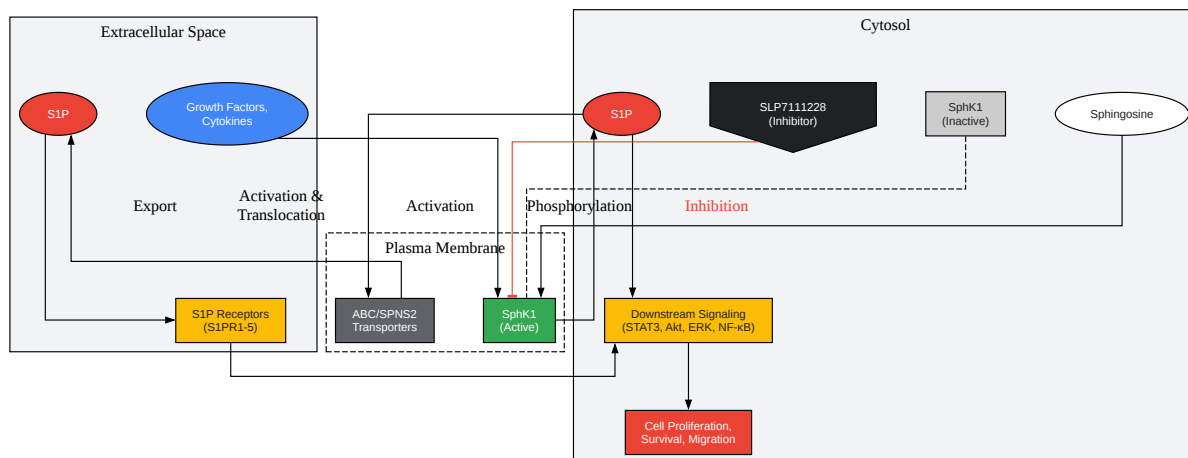 Extracellular Space
Cytosol
S1P
Growth Factors,
Cytokines
S1P
SLP7111228
(Inhibitor)
SphK1
(Inactive)
Sphingosine
Export
Activation &
Translocation
Activation
Phosphorylation
Inhibition
Plasma Membrane
S1P Receptors
(S1PR1-5)
ABC/SPNS2
Transporters
SphK1
(Active)
Downstream Signaling
(STAT3, Akt, ERK, NF-κB)
Cell Proliferation,
Survival, Migration